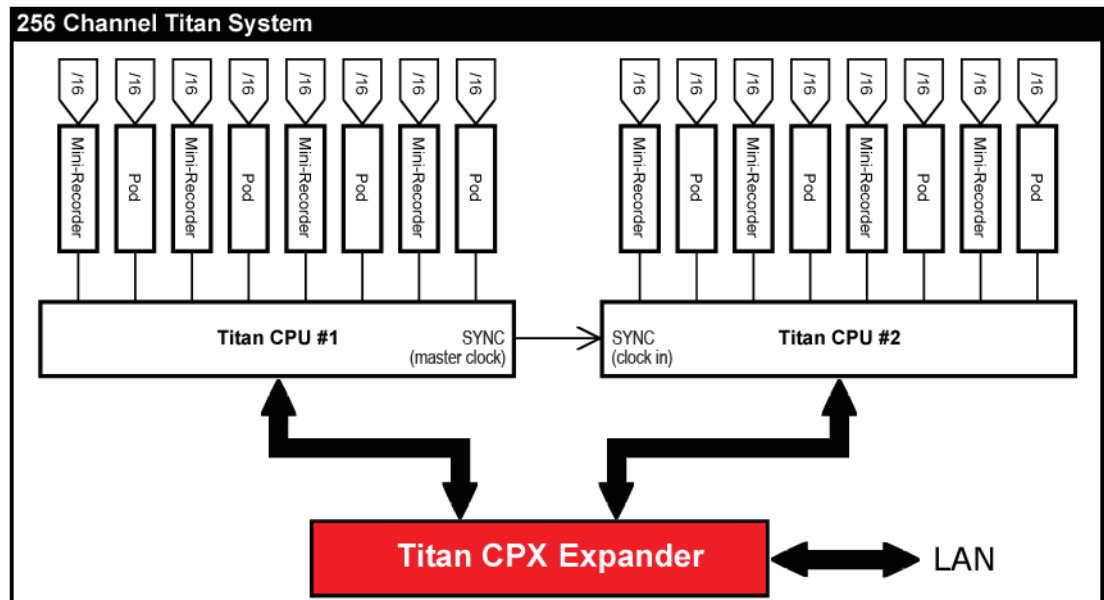 256 Channel Titan System
/16 /16 /16 /16 /16 /16 /16 /16 /16 /16 /16 /16 /16 /16 /16 /16
Mini-Recorder Pod Mini-Recorder Pod Mini-Recorder Pod Mini-Recorder Pod Mini-Recorder Pod Mini-Recorder Pod Mini-Recorder Pod Mini-Recorder Pod
Titan CPU #1 SYNC SYNC Titan CPU #2
(master clock) (clock in)
Titan CPX Expander LAN